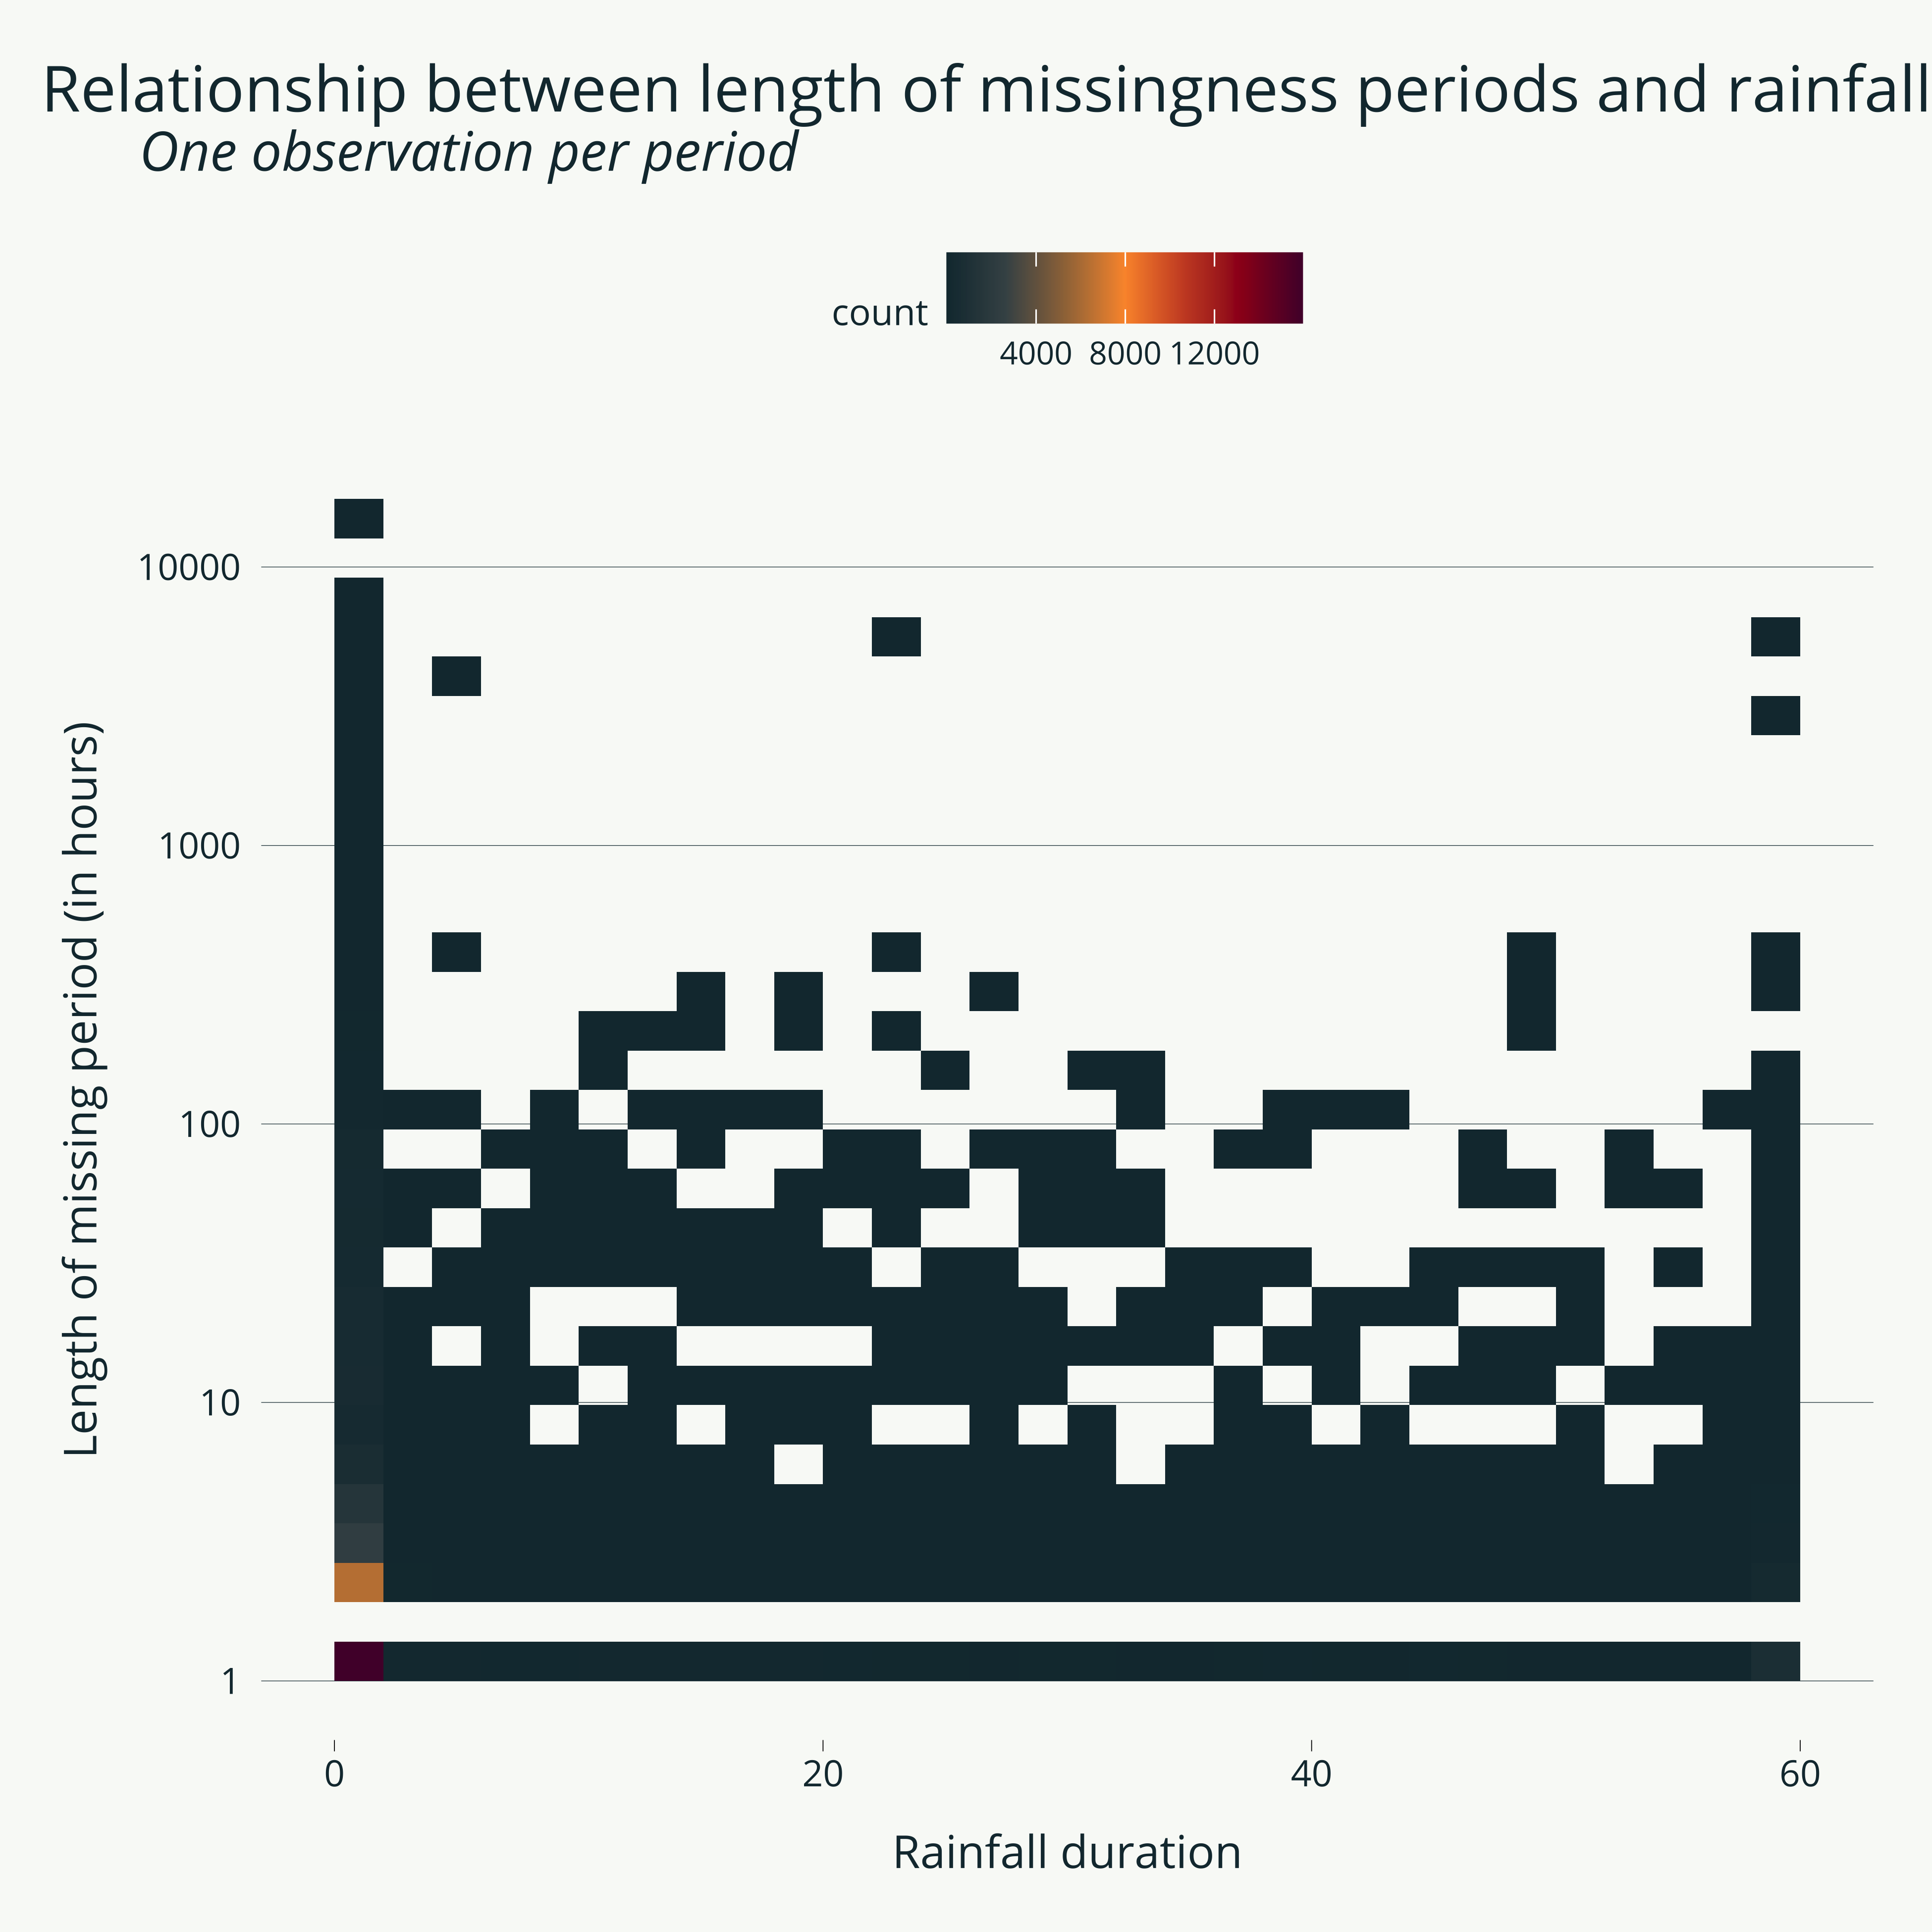 Relationship between length of missingness periods and rainfall
One observation per period
count
4000 8000 12000
Length of missing period (in hours)
10000
1000
100
10
1
0 20 40 60
Rainfall duration